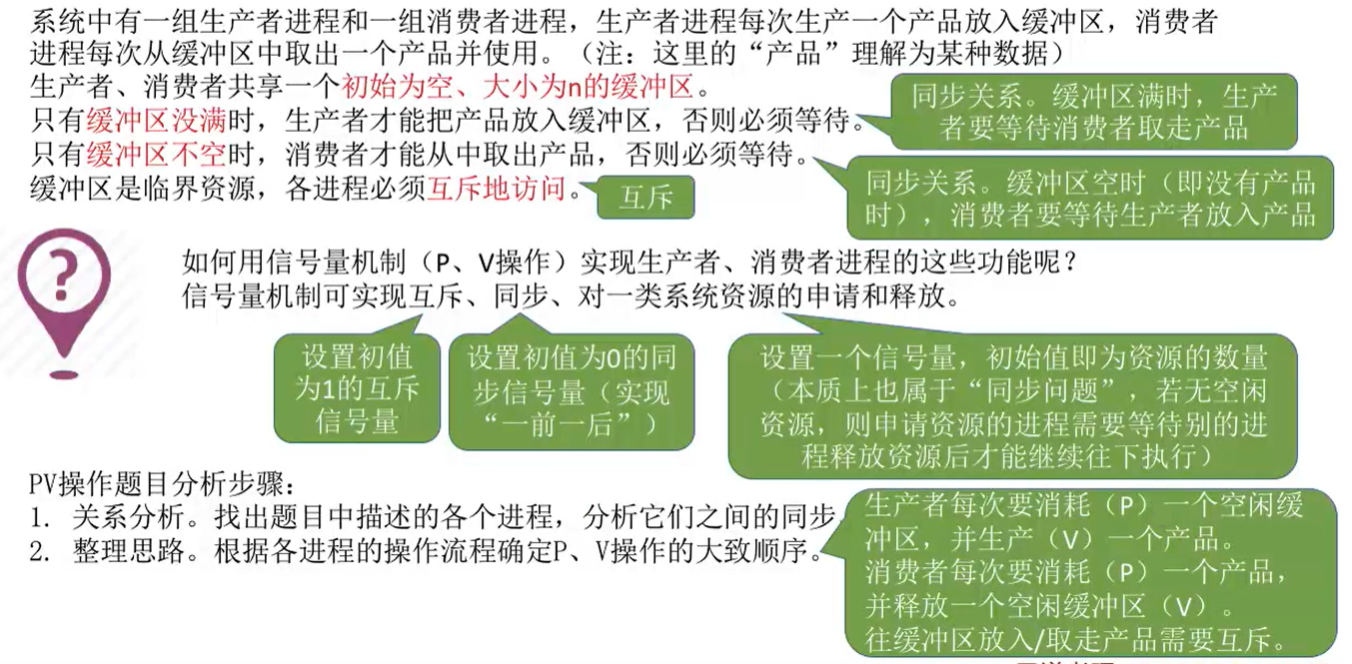 系统中有一组生产者进程和一组消费者进程，生产者进程每次生产一个产品放入缓冲区，消费者
进程每次从缓冲区中取出一个产品并使用。（注：这里的“产品”理解为某种数据）
生产者、消费者共享一个初始为空、大小为n的缓冲区。
只有缓冲区没满时，生产者才能把产品放入缓冲区，否则必须等待。
同步关系。缓冲区满时，生产
者要等待消费者取走产品
只有缓冲区不空时，消费者才能从中取出产品，否则必须等待。
同步关系。缓冲区空时（即没有产品
时），消费者要等待生产者放入产品
缓冲区是临界资源，各进程必须互斥地访问。
互斥
?
如何用信号量机制（P、V操作）实现生产者、消费者进程的这些功能呢？
信号量机制可实现互斥、同步、对一类系统资源的申请和释放。
设置初值
为1的互斥
信号量
设置初值为0的同
步信号量（实现
“一前一后”）
设置一个信号量，初始值即为资源的数量
（本质上也属于“同步问题”，若无空闲
资源，则申请资源的进程需要等待别的进
程释放资源后才能继续往下执行）
PV操作题目分析步骤：
1. 关系分析。找出题目中描述的各个进程，分析它们之间的同步
2. 整理思路。根据各进程的操作流程确定P、V操作的大致顺序。
生产者每次要消耗（P）一个空闲缓
冲区，并生产（V）一个产品。
消费者每次要消耗（P）一个产品，
并释放一个空闲缓冲区（V）。
往缓冲区放入/取走产品需要互斥。